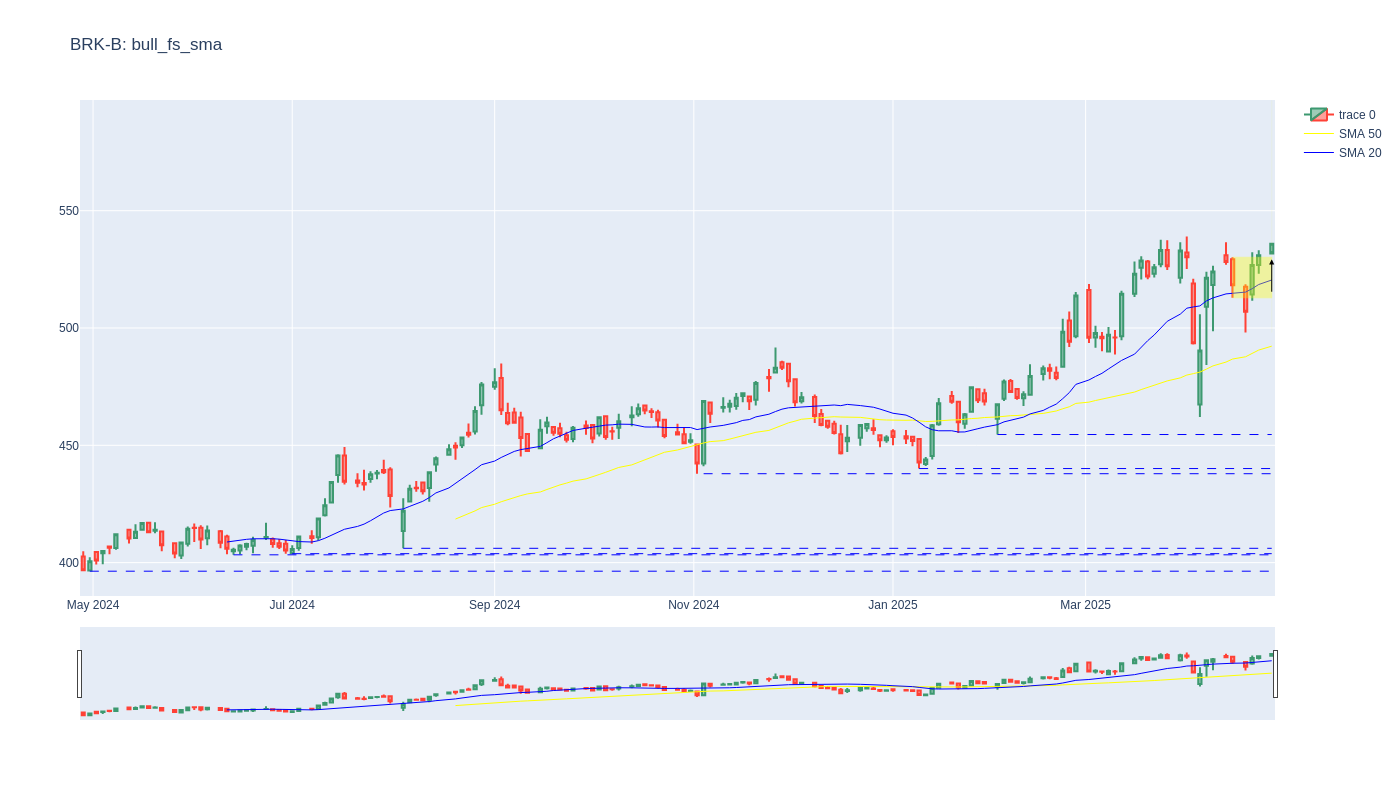 BRK-B: bull_fs_sma
trace 0
SMA 50
SMA 20
550
500
450
400
May 2024
Jul 2024
Sep 2024
Nov 2024
Jan 2025
Mar 2025